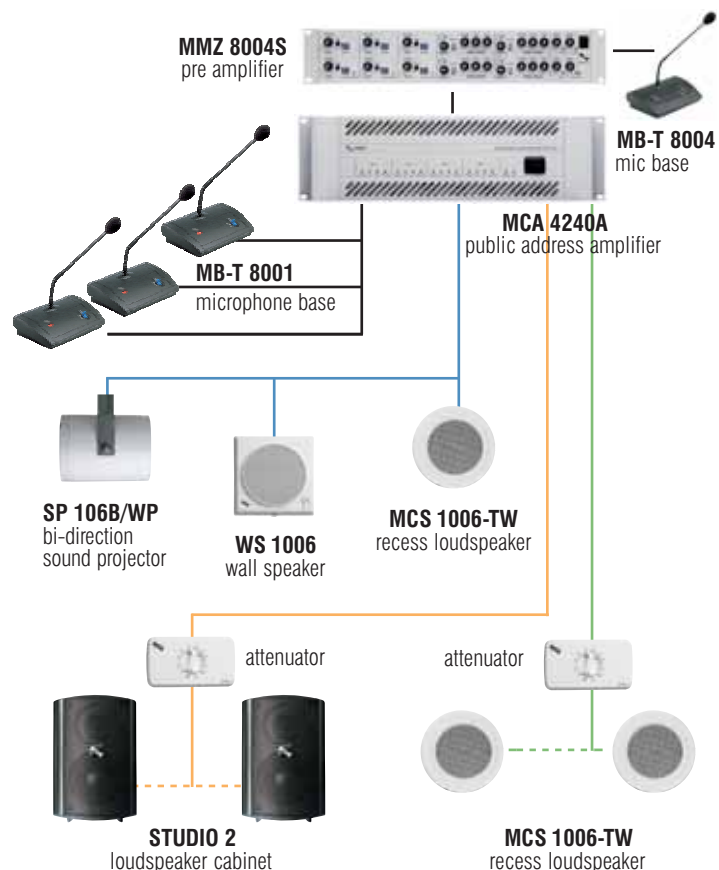 MMZ 8004S
pre amplifier
MB-T 8004
mic base
MCA 4240A
public address amplifier
MB-T 8001
microphone base
SP 106B/WP
bi-direction
sound projector
WS 1006
wall speaker
MCS 1006-TW
recess loudspeaker
attenuator
attenuator
STUDIO 2
loudspeaker cabinet
MCS 1006-TW
recess loudspeaker